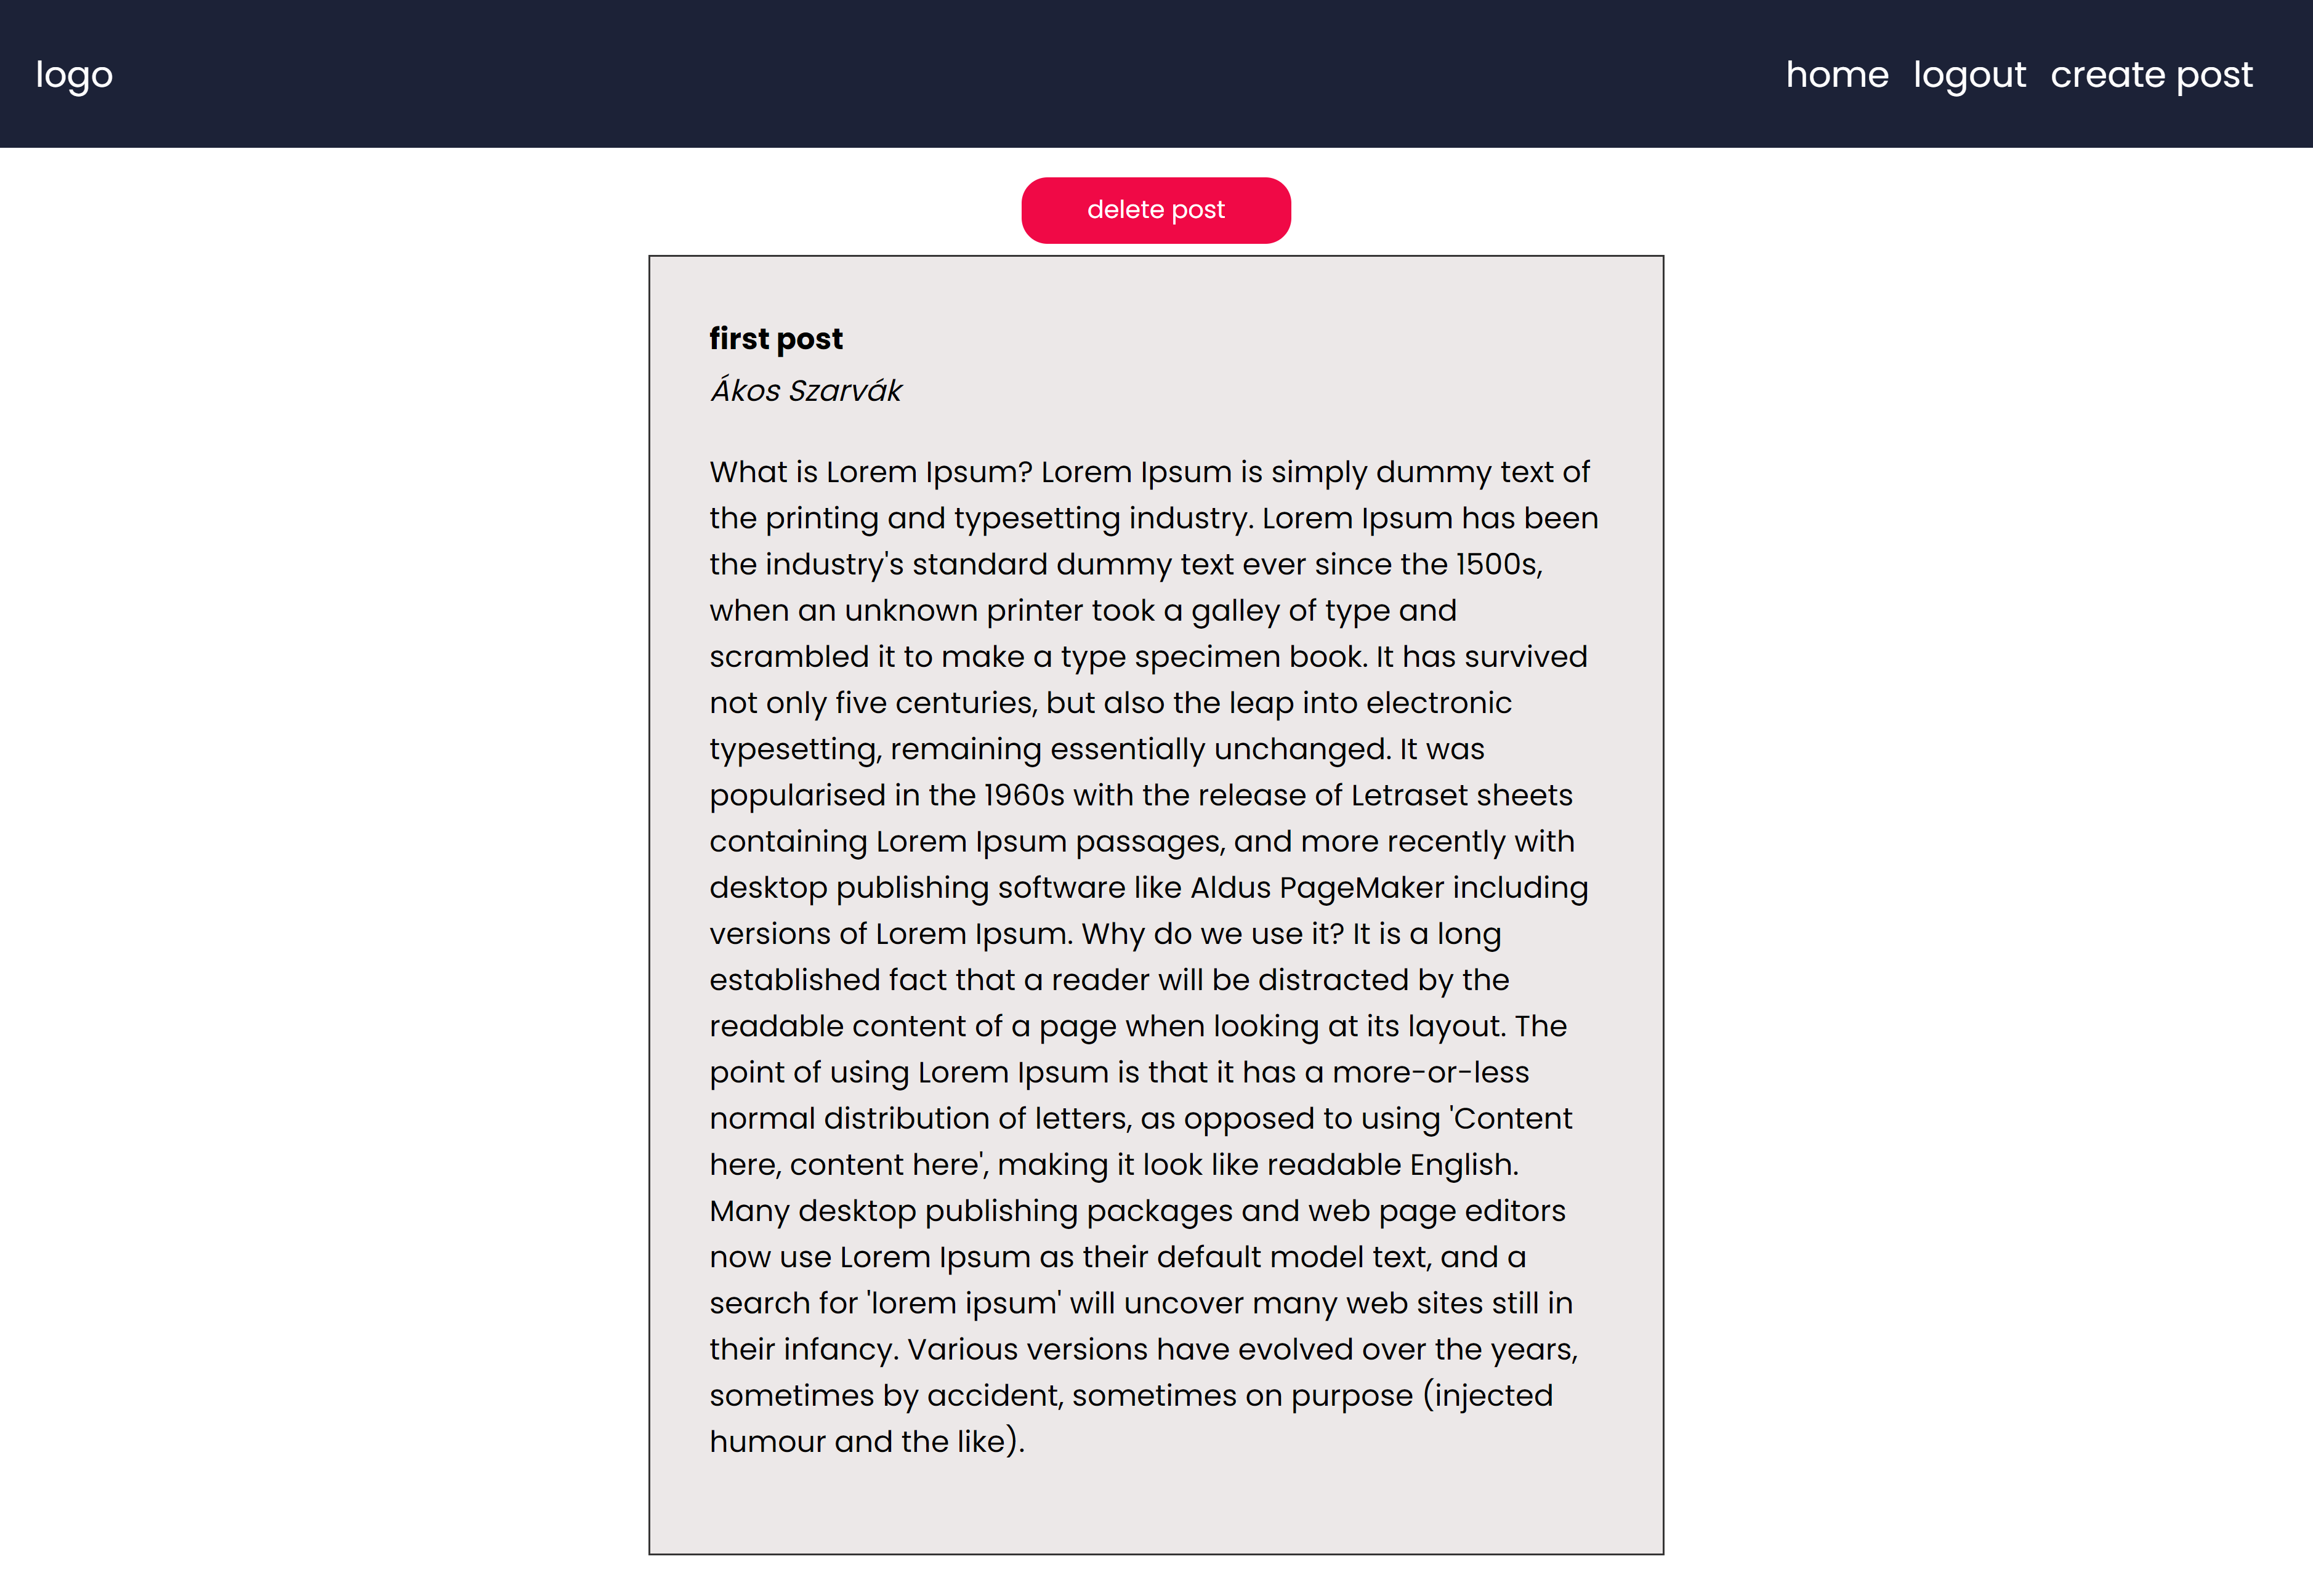 logo
home logout create post
delete post
first post
Ákos Szarvák
What is Lorem Ipsum? Lorem Ipsum is simply dummy text of
the printing and typesetting industry. Lorem Ipsum has been
the industry's standard dummy text ever since the 1500s,
when an unknown printer took a galley of type and
scrambled it to make a type specimen book. It has survived
not only five centuries, but also the leap into electronic
typesetting, remaining essentially unchanged. It was
popularised in the 1960s with the release of Letraset sheets
containing Lorem Ipsum passages, and more recently with
desktop publishing software like Aldus PageMaker including
versions of Lorem Ipsum. Why do we use it? It is a long
established fact that a reader will be distracted by the
readable content of a page when looking at its layout. The
point of using Lorem Ipsum is that it has a more-or-less
normal distribution of letters, as opposed to using 'Content
here, content here', making it look like readable English.
Many desktop publishing packages and web page editors
now use Lorem Ipsum as their default model text, and a
search for 'lorem ipsum' will uncover many web sites still in
their infancy. Various versions have evolved over the years,
sometimes by accident, sometimes on purpose (injected
humour and the like).